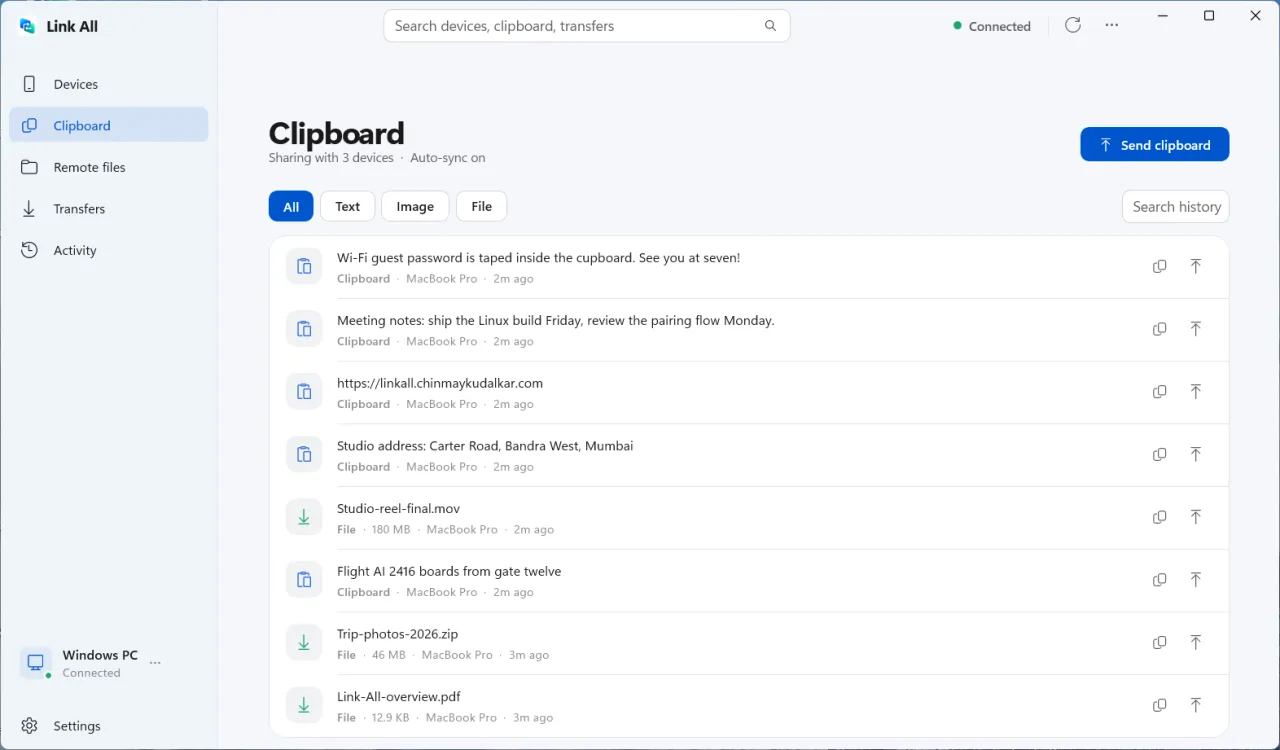 Link All
Search devices, clipboard, transfers
Connected
Devices
Clipboard
Remote files
Transfers
Activity
Clipboard
Sharing with 3 devices · Auto-sync on
Send clipboard
All
Text
Image
File
Search history
Wi-Fi guest password is taped inside the cupboard. See you at seven!
Clipboard · MacBook Pro · 2m ago
Meeting notes: ship the Linux build Friday, review the pairing flow Monday.
Clipboard · MacBook Pro · 2m ago
https://linkall.chinmaykudalkar.com
Clipboard · MacBook Pro · 2m ago
Studio address: Carter Road, Bandra West, Mumbai
Clipboard · MacBook Pro · 2m ago
Studio-reel-final.mov
File · 180 MB · MacBook Pro · 2m ago
Flight AI 2416 boards from gate twelve
Clipboard · MacBook Pro · 2m ago
Trip-photos-2026.zip
File · 46 MB · MacBook Pro · 3m ago
Link-All-overview.pdf
File · 12.9 KB · MacBook Pro · 3m ago
Windows PC
Connected
Settings